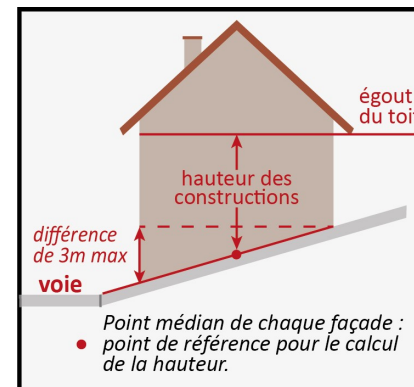 égout
du toit
hauteur des
constructions
différence
de 3m max
voie
Point médian de chaque façade :
point de référence pour le calcul
de la hauteur.